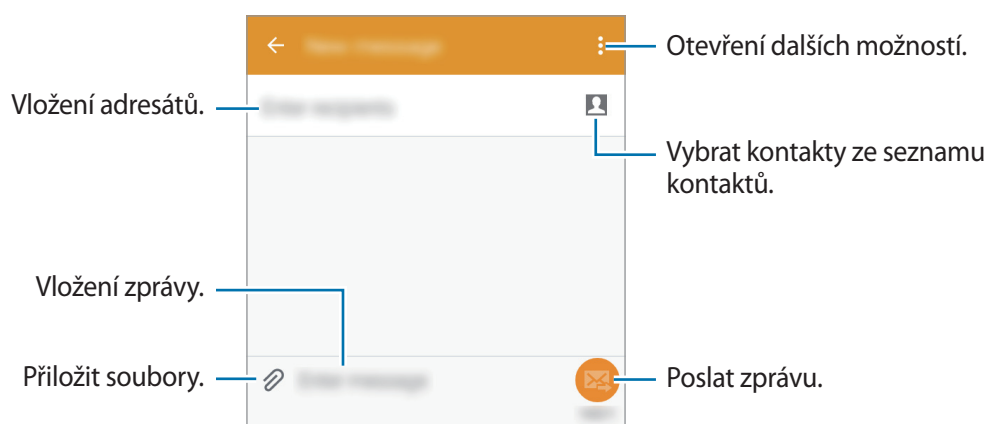 Otevření dalších možností.
Vložení adresátů.
Vybrat kontakty ze seznamu
kontaktů.
Vložení zprávy.
Přiložit soubory.
Poslat zprávu.